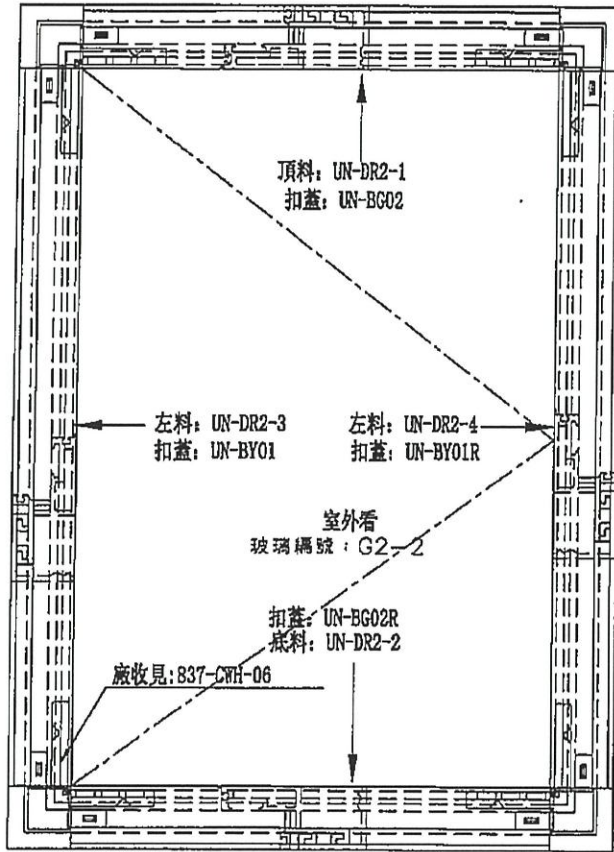 頂料: UN-DR2-1
扣蓋: UN-BG02
左料: UN-DR2-3
扣蓋: UN-BY01
左料: UN-DR2-4
扣蓋: UN-BY01R
室外看
玻璃編號：G2-2
扣蓋: UN-BG02R
底料: UN-DR2-2
廠收見:837-CWH-06